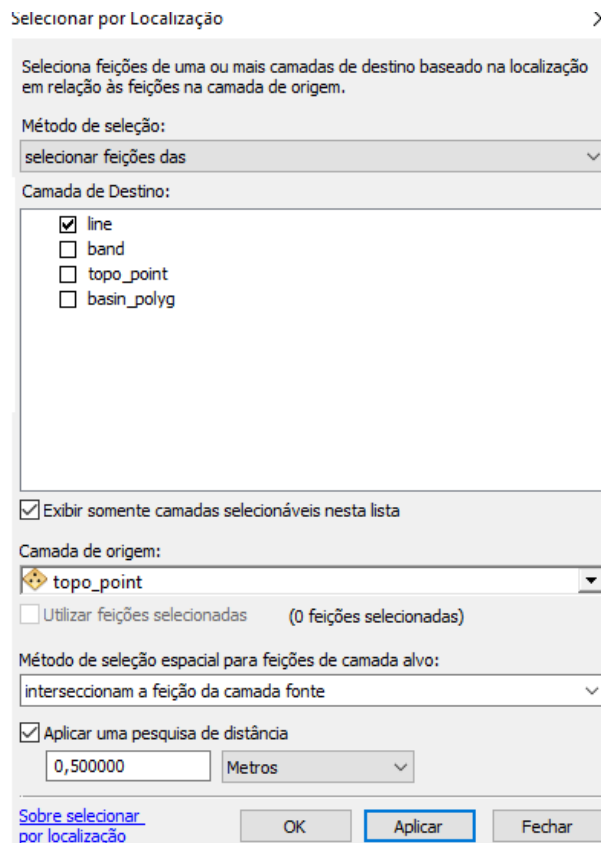 Selecionar por Localização
Seleciona feições de uma ou mais camadas de destino baseado na localização
em relação às feições na camada de origem.
Método de seleção:
selecionar feições das
Camada de Destino:
line
band
topo_point
basin_polyg
Exibir somente camadas selecionáveis nesta lista
Camada de origem:
topo_point
Utilizar feições selecionadas (0 feições selecionadas)
Método de seleção espacial para feições de camada alvo:
interseccionam a feição da camada fonte
Aplicar uma pesquisa de distância
0,500000 Metros
Sobre selecionar
por localização
OK Aplicar Fechar